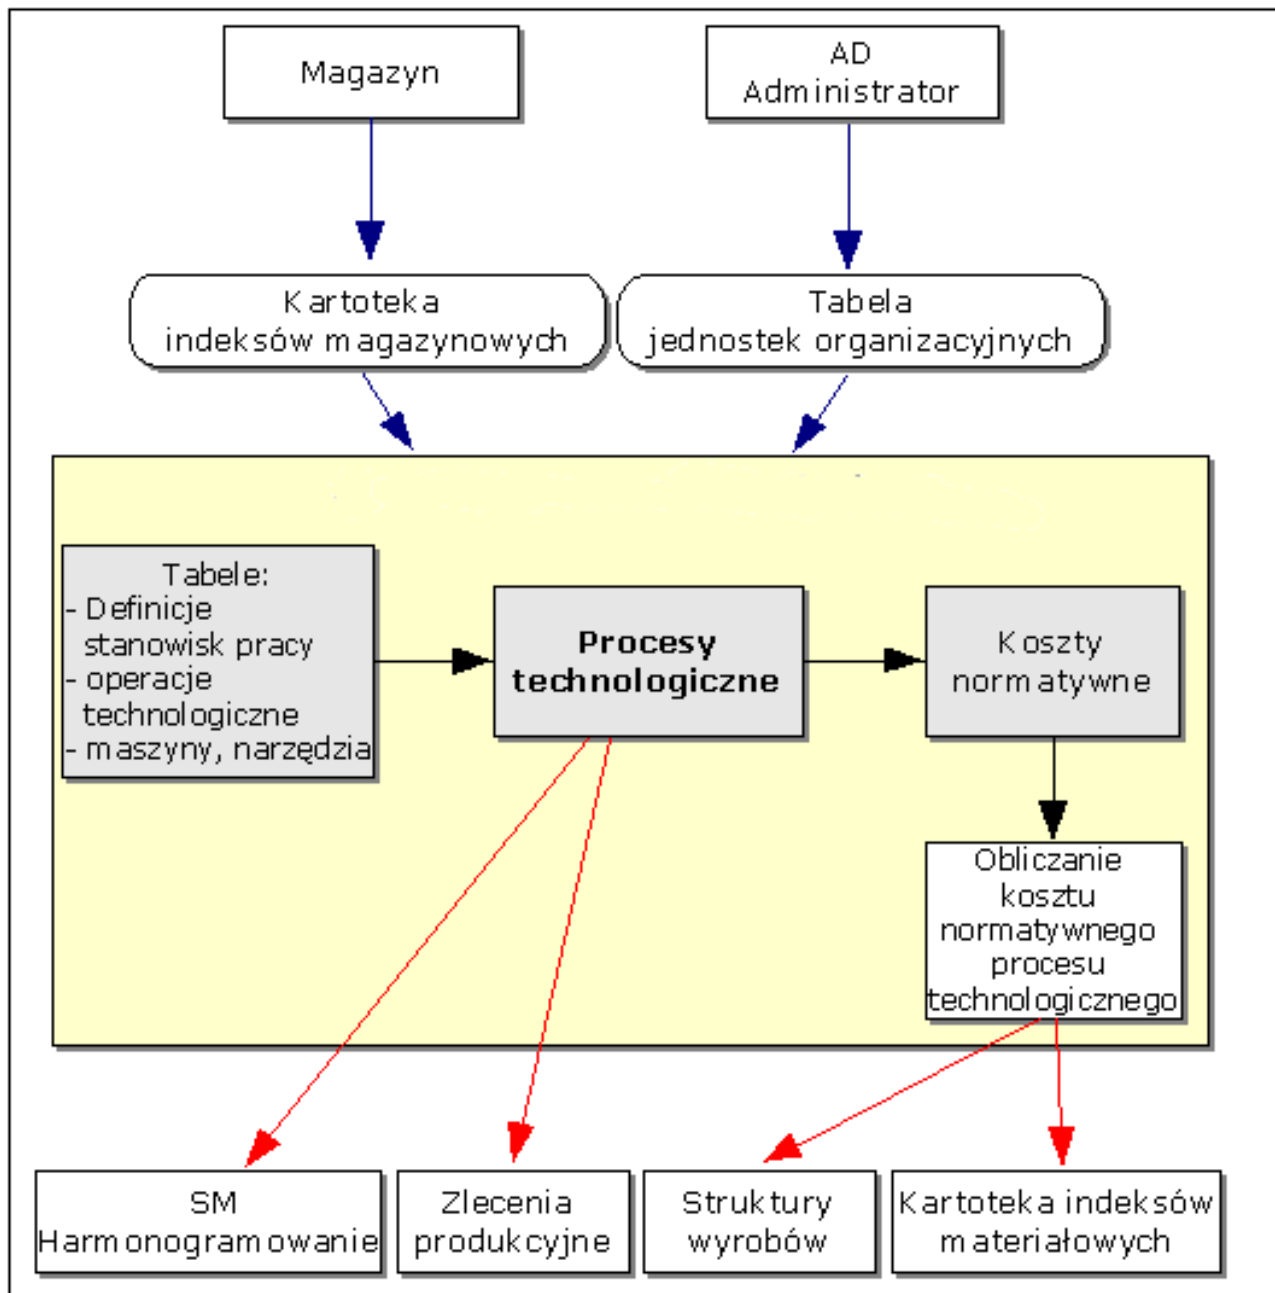 Magazyn
AD
Administrator
Kartoteka
indeksów magazynowych
Tabela
jednostek organizacyjnych
Tabele:
- Definicje
stanowisk pracy
- operacje
technologiczne
- maszyny, narzędzia
Procesy
technologiczne
Koszty
normatywne
Obliczanie
kosztu
normatywnego
procesu
technologicznego
SM
Harmonogramowanie
Zlecenia
produkcyjne
Struktury
wyrobów
Kartoteka indeksów
materiałowych